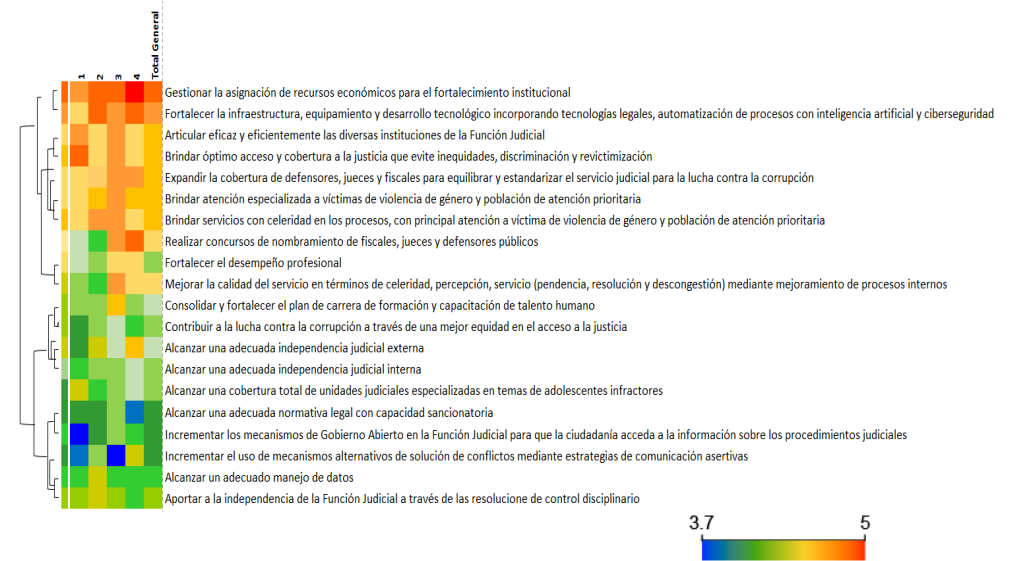 1 2 3 4 Total General
Gestionar la asignación de recursos económicos para el fortalecimiento institucional
Fortalecer la infraestructura, equipamiento y desarrollo tecnológico incorporando tecnologías legales, automatización de procesos con inteligencia artificial y ciberseguridad
Articular eficaz y eficientemente las diversas instituciones de la Función Judicial
Brindar óptimo acceso y cobertura a la justicia que evite inequidades, discriminación y revictimización
Expandir la cobertura de defensores, jueces y fiscales para equilibrar y estandarizar el servicio judicial para la lucha contra la corrupción
Brindar atención especializada a víctimas de violencia de género y población de atención prioritaria
Brindar servicios con celeridad en los procesos, con principal atención a víctima de violencia de género y población de atención prioritaria
Realizar concursos de nombramiento de fiscales, jueces y defensores públicos
Fortalecer el desempeño profesional
Mejorar la calidad del servicio en términos de celeridad, percepción, servicio (pendencia, resolución y descongestión) mediante mejoramiento de procesos internos
Consolidar y fortalecer el plan de carrera de formación y capacitación de talento humano
Contribuir a la lucha contra la corrupción a través de una mejor equidad en el acceso a la justicia
Alcanzar una adecuada independencia judicial externa
Alcanzar una adecuada independencia judicial interna
Alcanzar una cobertura total de unidades judiciales especializadas en temas de adolescentes infractores
Alcanzar una adecuada normativa legal con capacidad sancionatoria
Incrementar los mecanismos de Gobierno Abierto en la Función Judicial para que la ciudadanía acceda a la información sobre los procedimientos judiciales
Incrementar el uso de mecanismos alternativos de solución de conflictos mediante estrategias de comunicación asertivas
Alcanzar un adecuado manejo de datos
Aportar a la independencia de la Función Judicial a través de las resolucione de control disciplinario
3.7 5